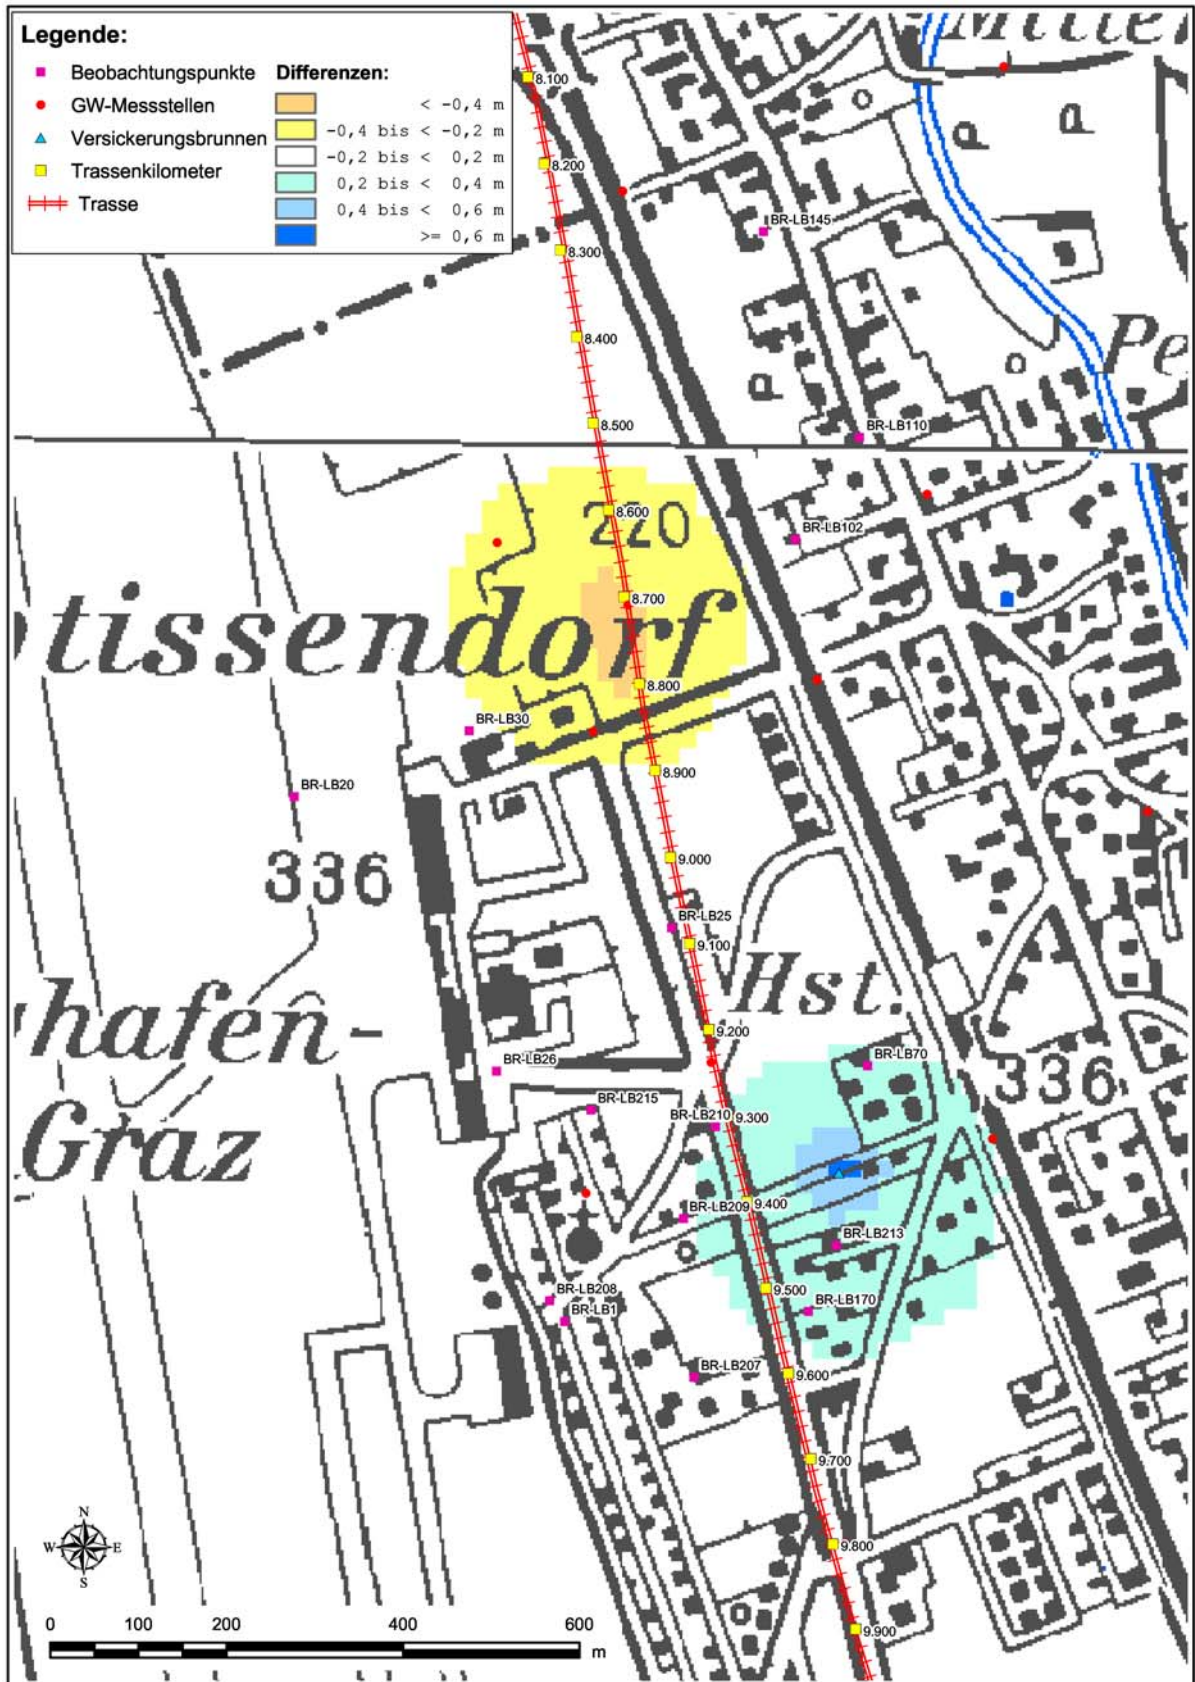 Legende:
Beobachtungspunkte
GW-Messstellen
Versickerungsbrunnen
Trassenkilometer
Trasse
Differenzen:
< -0,4 m
-0,4 bis < -0,2 m
-0,2 bis < 0,2 m
0,2 bis < 0,4 m
0,4 bis < 0,6 m
>= 0,6 m
8.100
8.200
BR-LB145
8.300
8.400
Pe
8.500
BR-LB110
8.600
220
BR-LB102
8.700
tissendorf
8.800
BR-LB30
8.900
BR-LB20
9.000
336
BR-LB25
9.100
Hst.
hafen-
9.200
BR-LB26
BR-LB70
336
BR-LB215
BR-LB210
9.300
Graz
9.400
BR-LB209
BR-LB213
9.500
BR-LB208
BR-LB1
BR-LB170
9.600
BR-LB207
9.700
N
W
E
S
9.800
9.900
0 100 200 400 600
m